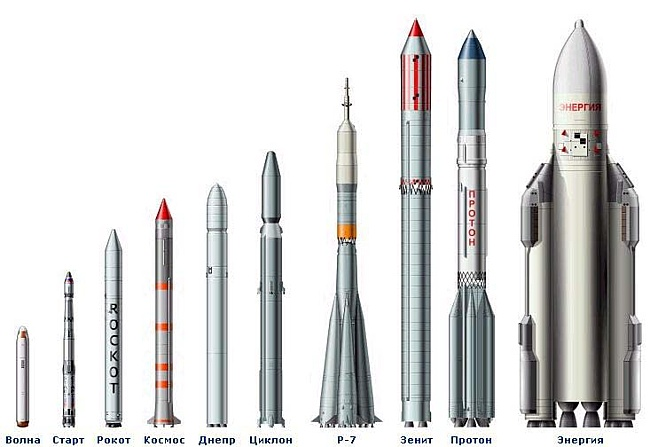 ЭНЕРГИЯ
ПРОТОН
ROCKOT
Волна Старт Рокот Космос Днепр Циклон Р-7 Зенит Протон Энергия